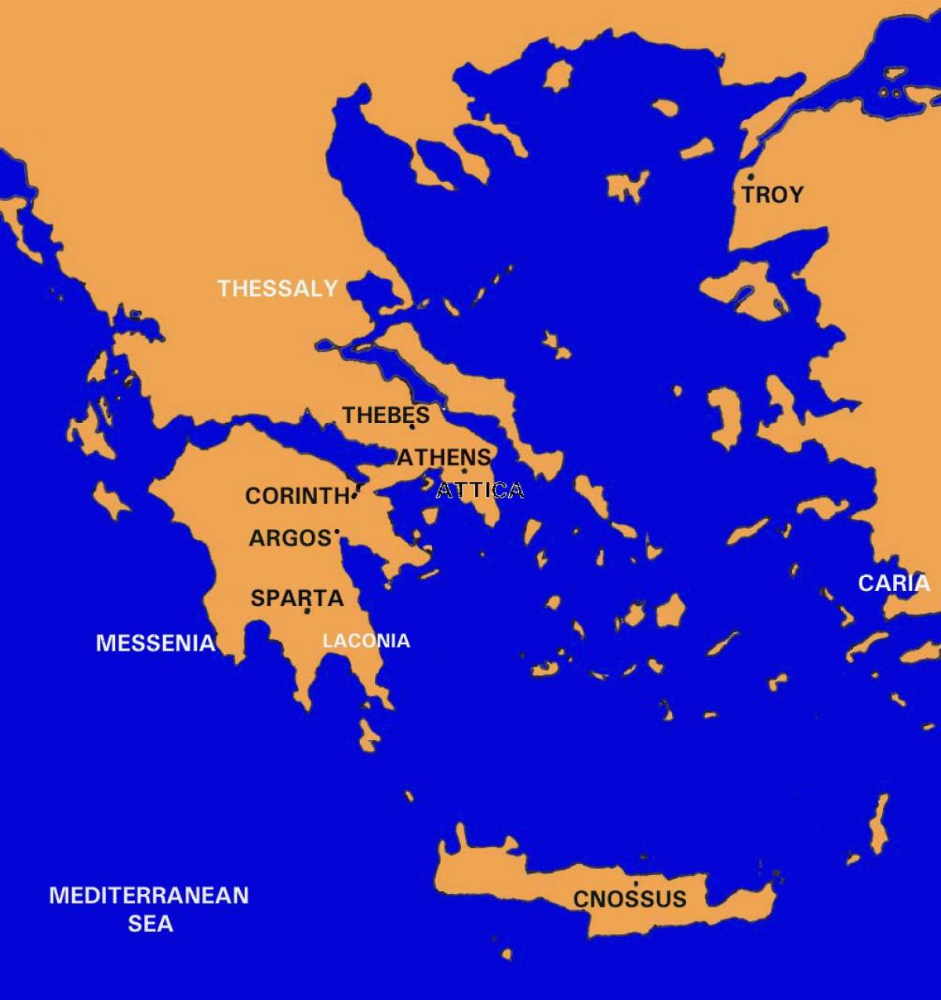 TROY
THESSALY
THEBES
ATHENS
ATTICA
CORINTH
ARGOS
CARIA
SPARTA
MESSENIA
LACONIA
MEDITERRANEAN
SEA
CNOSSUS